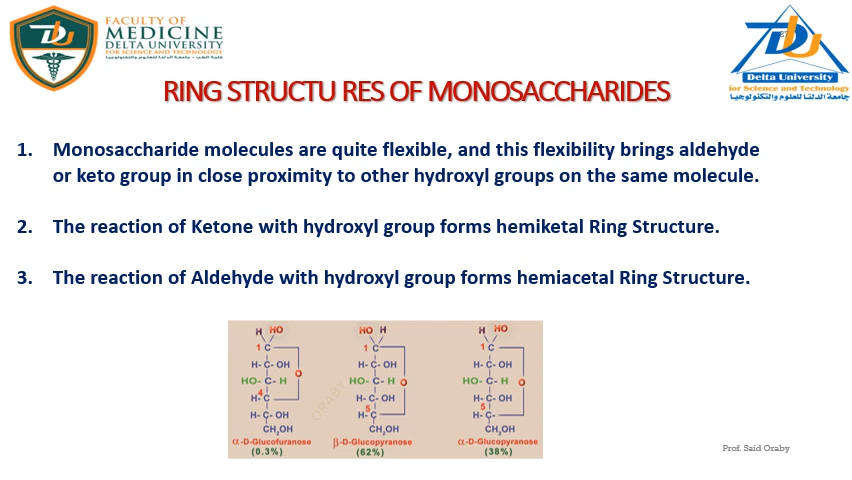 FACULTY OF
MEDICINE
DELTA UNIVERSITY
FOR SCIENCE AND TECHNOLOGY
DU
Delta University
for Science and Technology
جامعة الدلتا للعلوم والتكنولوجيا
RING STRUCTU RES OF MONOSACCHARIDES
1. Monosaccharide molecules are quite flexible, and this flexibility brings aldehyde
or keto group in close proximity to other hydroxyl groups on the same molecule.
2. The reaction of Ketone with hydroxyl group forms hemiketal Ring Structure.
3. The reaction of Aldehyde with hydroxyl group forms hemiacetal Ring Structure.
H HO
1 C
H- C- OH
O
HO- C- H
4
H- C
H- C- OH
CH₂OH
α-D-Glucofuranose
(0.3%)
HO H
1 C
H- C- OH
HO- C- H O
H- C- OH
5
H- C
CH₂OH
β-D-Glucopyranose
(62%)
H HO
1 C
H- C- OH
HO- C- H O
H- C- OH
5
H- C-
CH₂OH
α-D-Glucopyranose
(38%)
ORABY
Prof. Said Oraby